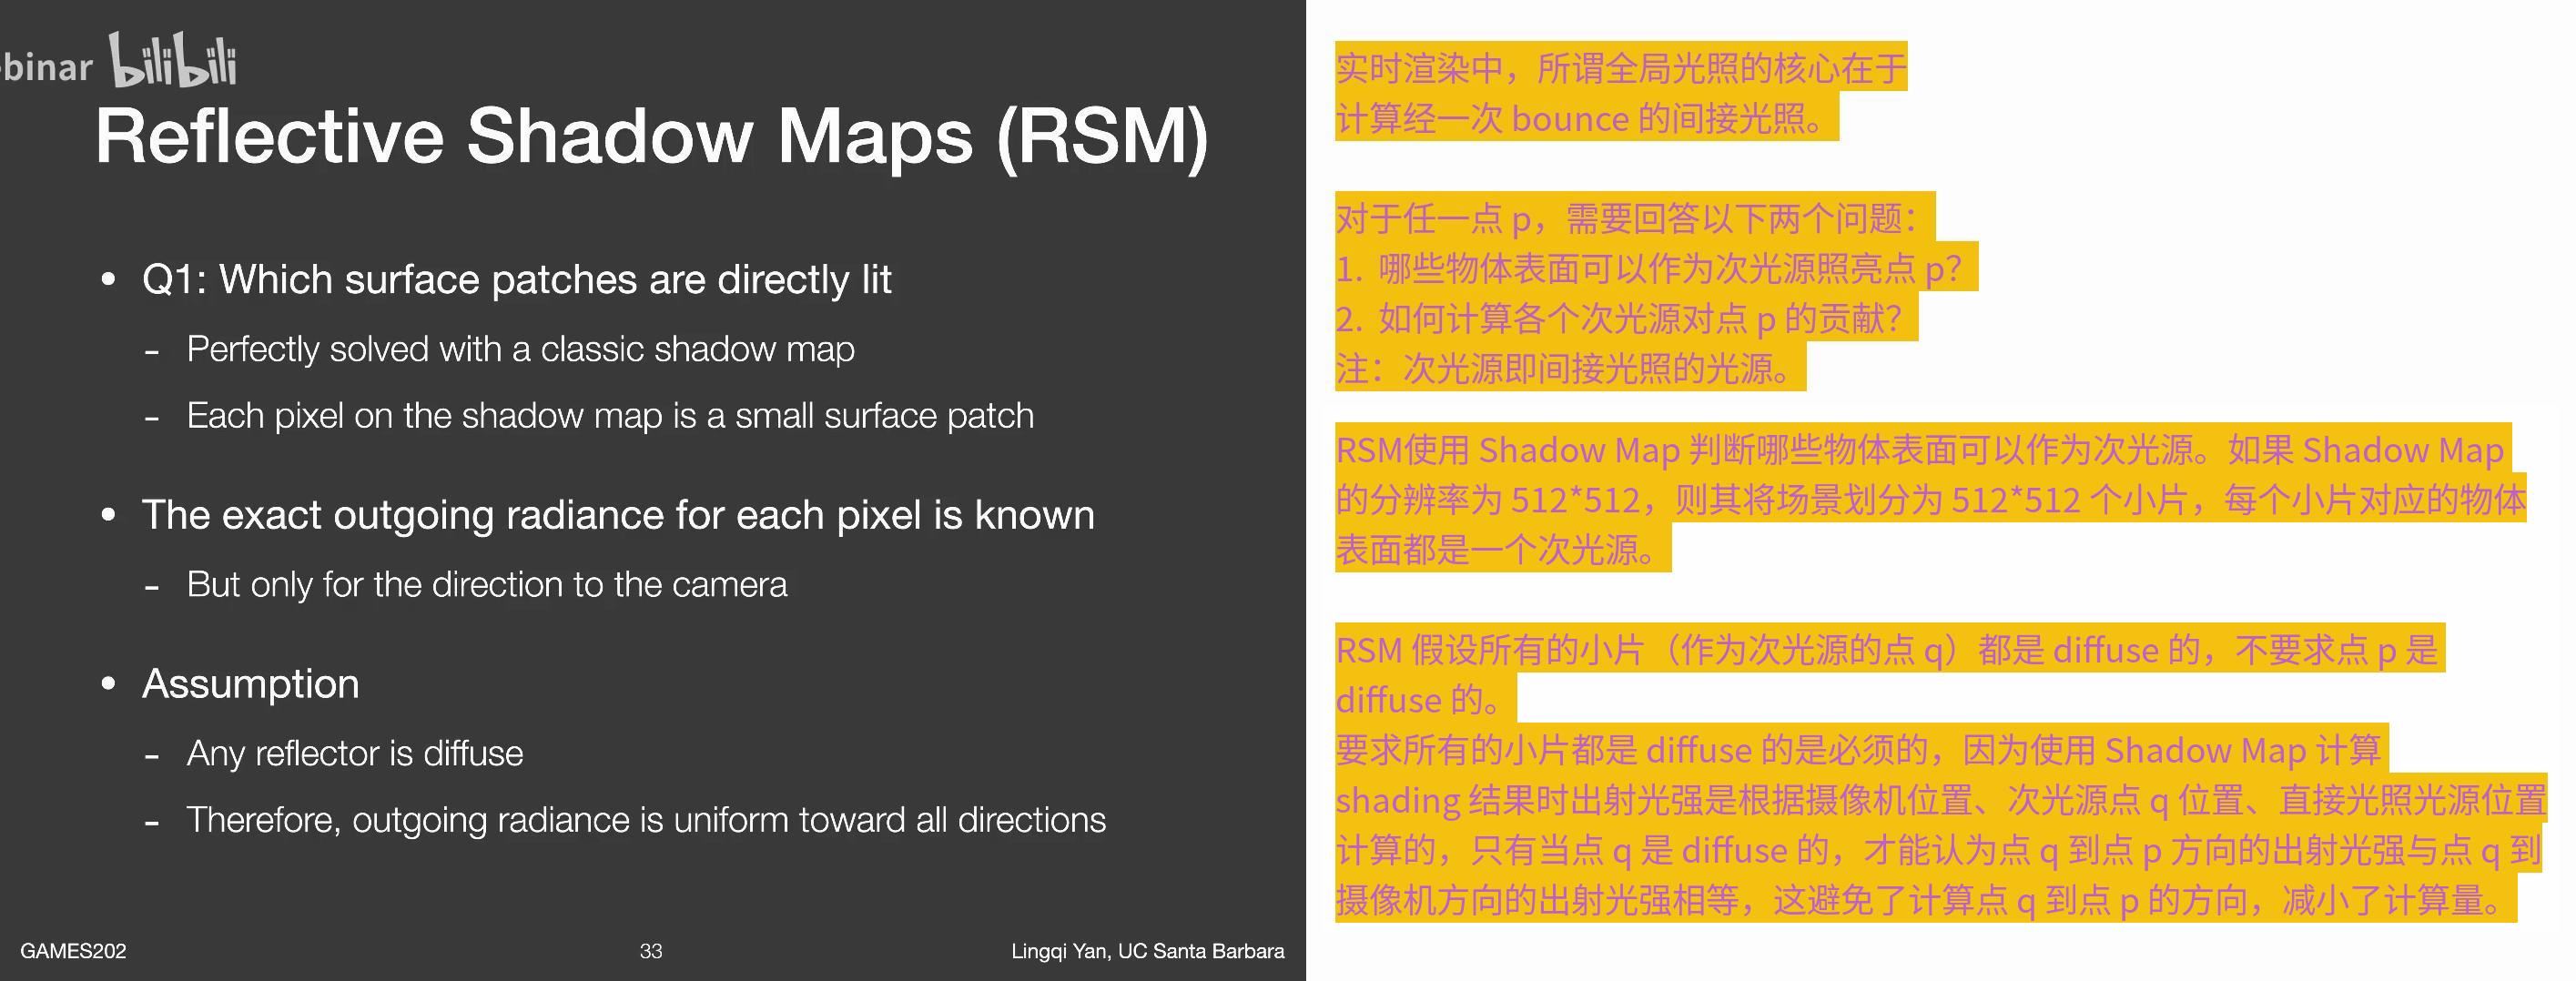 binar bilibili
Reflective Shadow Maps (RSM)
• Q1: Which surface patches are directly lit
- Perfectly solved with a classic shadow map
- Each pixel on the shadow map is a small surface patch
• The exact outgoing radiance for each pixel is known
- But only for the direction to the camera
• Assumption
- Any reflector is diffuse
- Therefore, outgoing radiance is uniform toward all directions
GAMES202
33
Lingqi Yan, UC Santa Barbara
实时渲染中，所谓全局光照的核心在于
计算经一次 bounce 的间接光照。
对于任一点 p，需要回答以下两个问题：
1. 哪些物体表面可以作为次光源照亮点 p？
2. 如何计算各个次光源对点 p 的贡献？
注：次光源即间接光照的光源。
RSM使用 Shadow Map 判断哪些物体表面可以作为次光源。如果 Shadow Map
的分辨率为 512*512，则其将场景划分为 512*512 个小片，每个小片对应的物体
表面都是一个次光源。
RSM 假设所有的小片（作为次光源的点 q）都是 diffuse 的，不要求点 p 是
diffuse 的。
要求所有的小片都是 diffuse 的是必须的，因为使用 Shadow Map 计算
shading 结果时出射光强是根据摄像机位置、次光源点 q 位置、直接光照光源位置
计算的，只有当点 q 是 diffuse 的，才能认为点 q 到点 p 方向的出射光强与点 q 到
摄像机方向的出射光强相等，这避免了计算点 q 到点 p 的方向，减小了计算量。